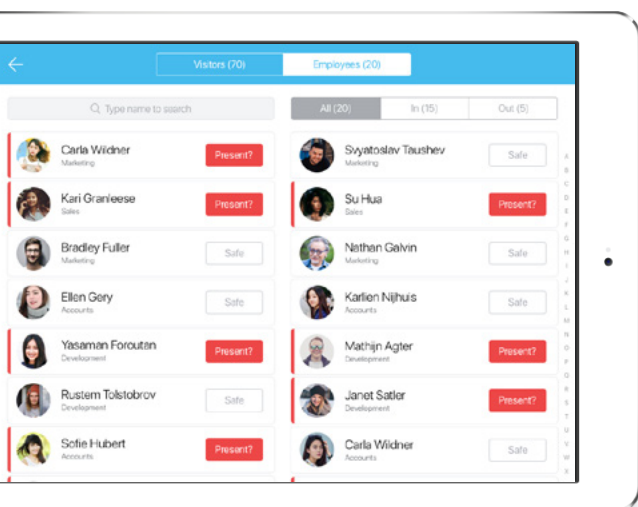 Visitors (70)
Employees (20)
Type name to search
All (20)
In (15)
Out (5)
Carla Wildner
Marketing
Present?
Kari Granleese
Sales
Present?
Bradley Fuller
Marketing
Safe
Ellen Gery
Accounts
Safe
Yasaman Foroutan
Development
Present?
Rustem Tolstobrov
Development
Safe
Sofie Hubert
Accounts
Present?
Svyatoslav Taushev
Marketing
Safe
Su Hua
Sales
Present?
Nathan Galvin
Marketing
Safe
Karlien Nijhuis
Accounts
Safe
Mathijn Agter
Development
Present?
Janet Satler
Development
Present?
Carla Wildner
Accounts
Safe
A
B
C
D
E
F
G
H
I
J
K
L
M
N
O
P
Q
R
S
T
U
V
W
X